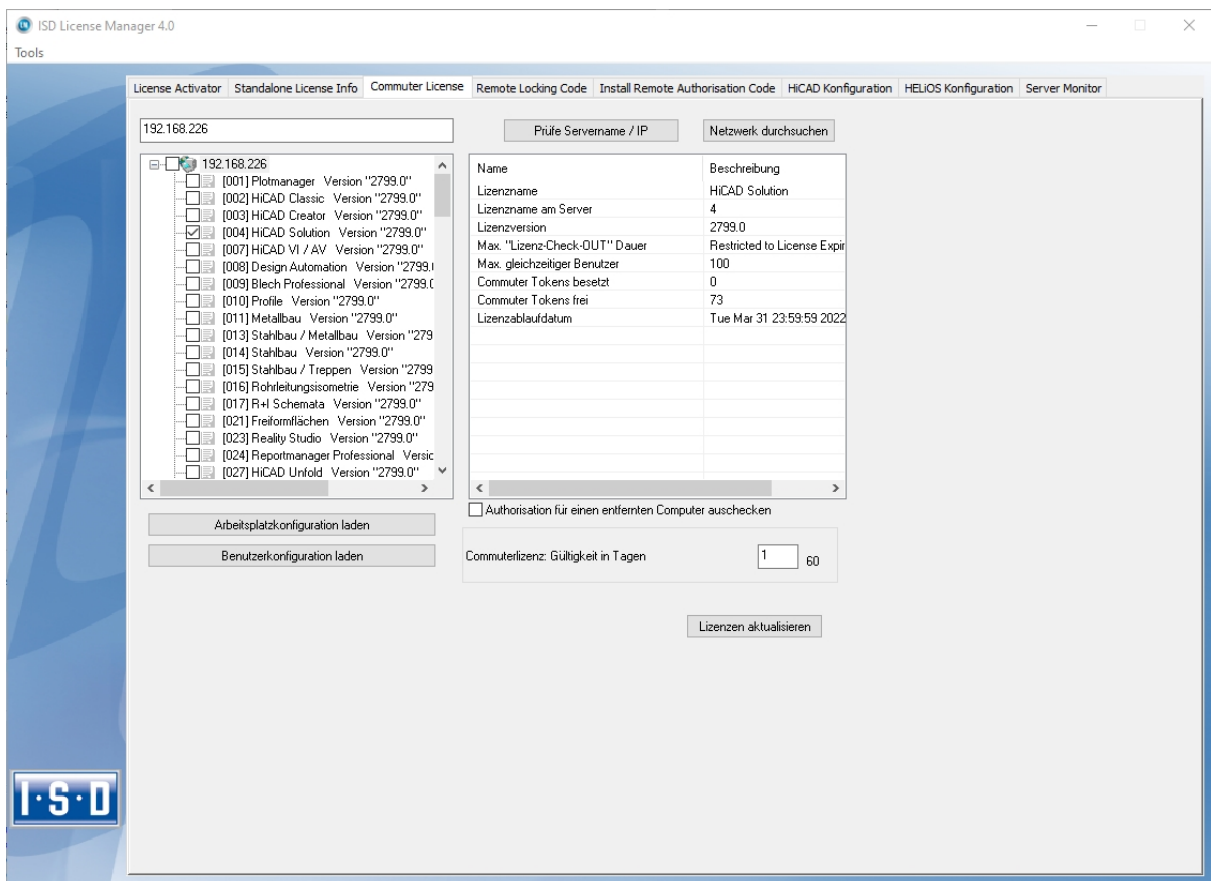 ISD License Manager 4.0
Tools
License Activator Standalone License Info Commuter License Remote Locking Code Install Remote Authorisation Code HiCAD Konfiguration HELiOS Konfiguration Server Monitor
192.168.226
Prüfe Servername / IP
Netzwerk durchsuchen
192.168.226
[001] Plotmanager Version "2799.0"
[002] HiCAD Classic Version "2799.0"
[003] HiCAD Creator Version "2799.0"
[004] HiCAD Solution Version "2799.0"
[007] HiCAD VI / AV Version "2799.0"
[008] Design Automation Version "2799.
[009] Blech Professional Version "2799.0
[010] Profile Version "2799.0"
[011] Metallbau Version "2799.0"
[013] Stahlbau / Metallbau Version "279
[014] Stahlbau Version "2799.0"
[015] Stahlbau / Treppen Version "2799
[016] Rohrleitungsisometrie Version "279
[017] R+I Schemata Version "2799.0"
[021] Freiformflächen Version "2799.0"
[023] Reality Studio Version "2799.0"
[024] Reportmanager Professional Versic
[027] HiCAD Unfold Version "2799.0"
Name Beschreibung
Lizenzname HiCAD Solution
Lizenzname am Server 4
Lizenzversion 2799.0
Max. "Lizenz-Check-OUT" Dauer Restricted to License Expir
Max. gleichzeitiger Benutzer 100
Commuter Tokens besetzt 0
Commuter Tokens frei 73
Lizenzablaufdatum Tue Mar 31 23:59:59 2022
Authorisation für einen entfernten Computer auschecken
Arbeitsplatzkonfiguration laden
Benutzerkonfiguration laden
Commuterlizenz: Gültigkeit in Tagen 1 60
Lizenzen aktualisieren
I·S·D